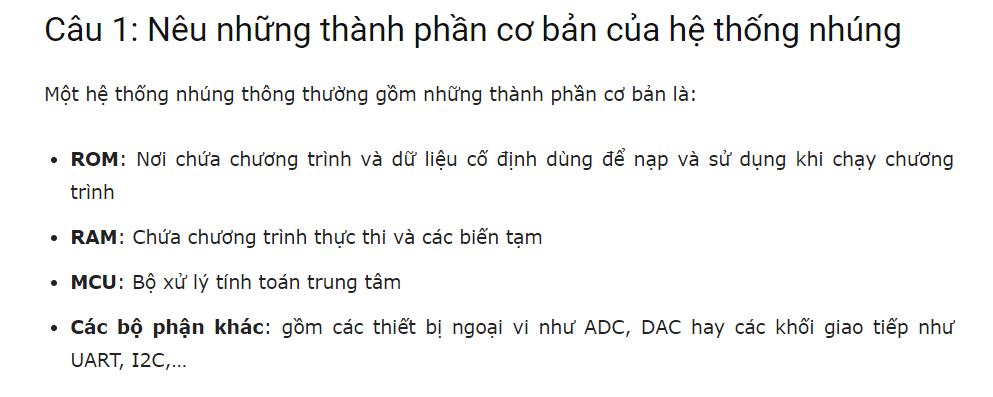 Câu 1: Nêu những thành phần cơ bản của hệ thống nhúng
Một hệ thống nhúng thông thường gồm những thành phần cơ bản là:
• ROM: Nơi chứa chương trình và dữ liệu cố định dùng để nạp và sử dụng khi chạy chương
trình
• RAM: Chứa chương trình thực thi và các biến tạm
• MCU: Bộ xử lý tính toán trung tâm
• Các bộ phận khác: gồm các thiết bị ngoại vi như ADC, DAC hay các khối giao tiếp như
UART, I2C,...